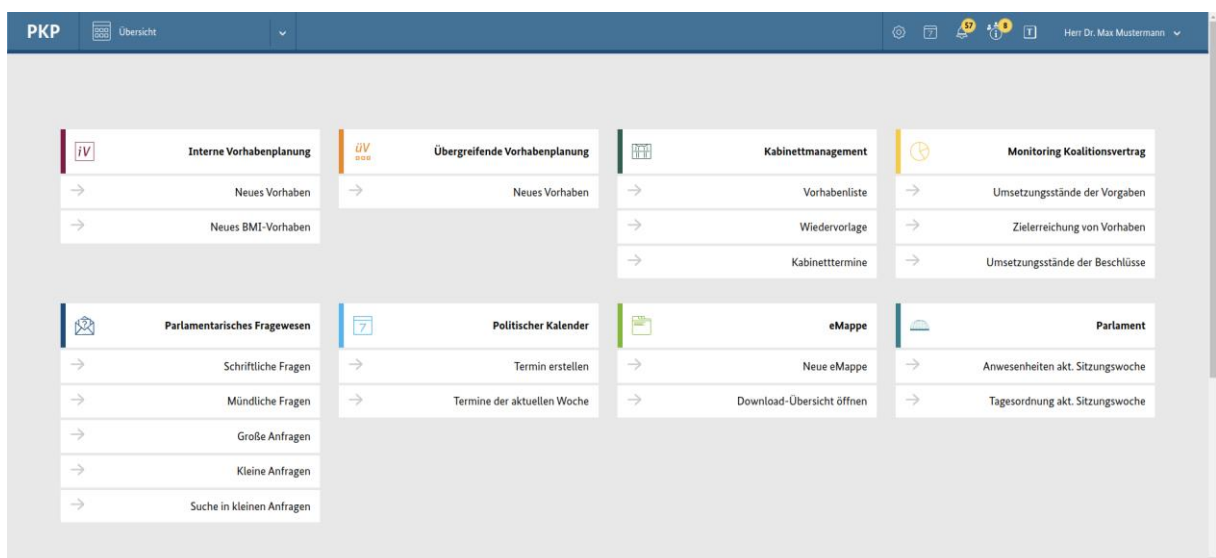 PKP
Übersicht
7
57
8
T
Herr Dr. Max Mustermann
iV
Interne Vorhabenplanung
Neues Vorhaben
Neues BMI-Vorhaben
üV
Übergreifende Vorhabenplanung
Neues Vorhaben
Kabinettmanagement
Vorhabenliste
Wiedervorlage
Kabinetttermine
Monitoring Koalitionsvertrag
Umsetzungsstände der Vorgaben
Zielerreichung von Vorhaben
Umsetzungsstände der Beschlüsse
?
Parlamentarisches Fragewesen
Schriftliche Fragen
Mündliche Fragen
Große Anfragen
Kleine Anfragen
Suche in kleinen Anfragen
7
Politischer Kalender
Termin erstellen
Termine der aktuellen Woche
eMappe
Neue eMappe
Download-Übersicht öffnen
Parlament
Anwesenheiten akt. Sitzungswoche
Tagesordnung akt. Sitzungswoche